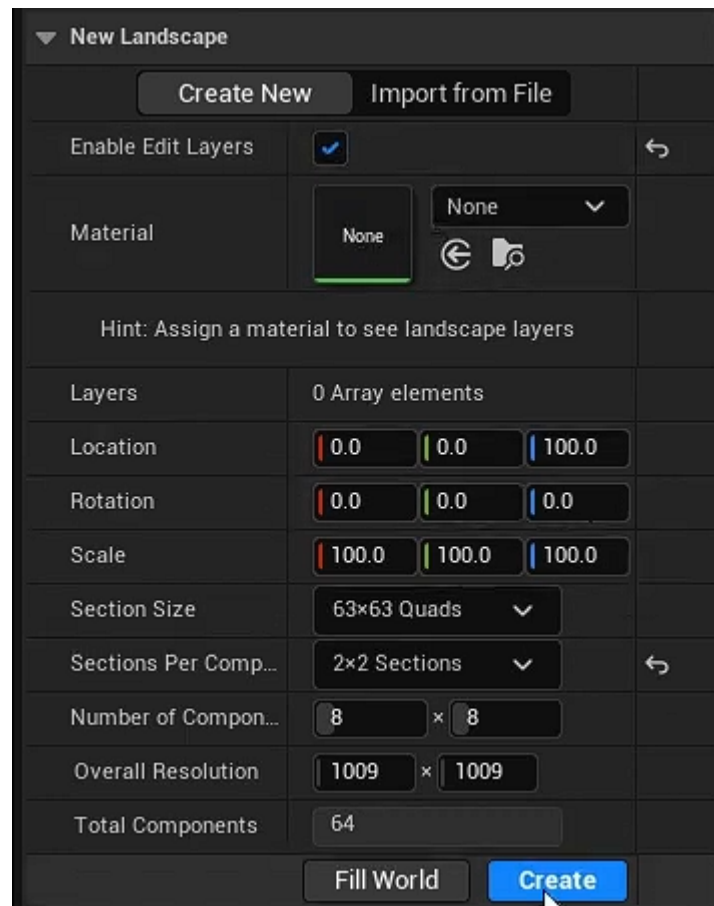 New Landscape
Create New Import from File
Enable Edit Layers
Material None None
Hint: Assign a material to see landscape layers
Layers 0 Array elements
Location 0.0 0.0 100.0
Rotation 0.0 0.0 0.0
Scale 100.0 100.0 100.0
Section Size 63×63 Quads
Sections Per Comp... 2×2 Sections
Number of Compon... 8 × 8
Overall Resolution 1009 × 1009
Total Components 64
Fill World Create